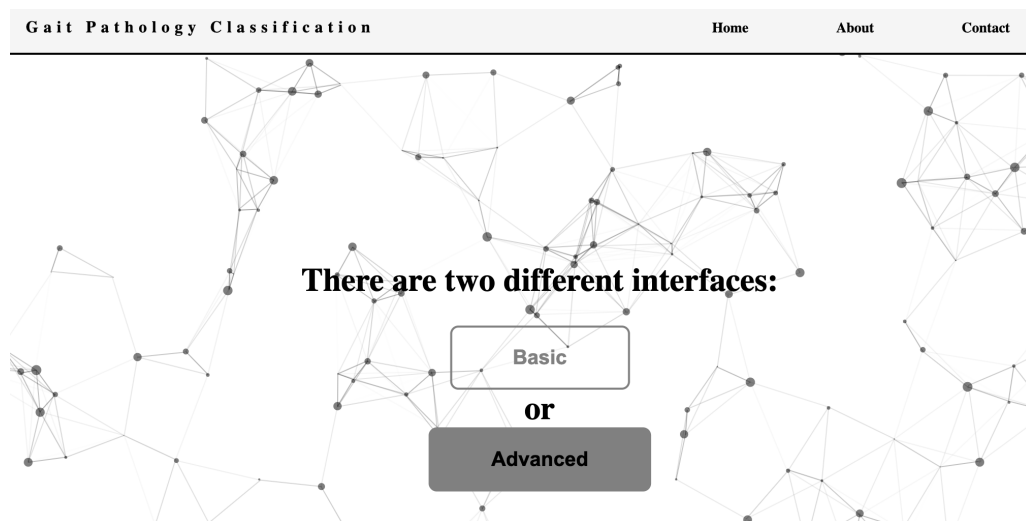 Gait Pathology Classification Home About Contact
There are two different interfaces:
Basic
or
Advanced